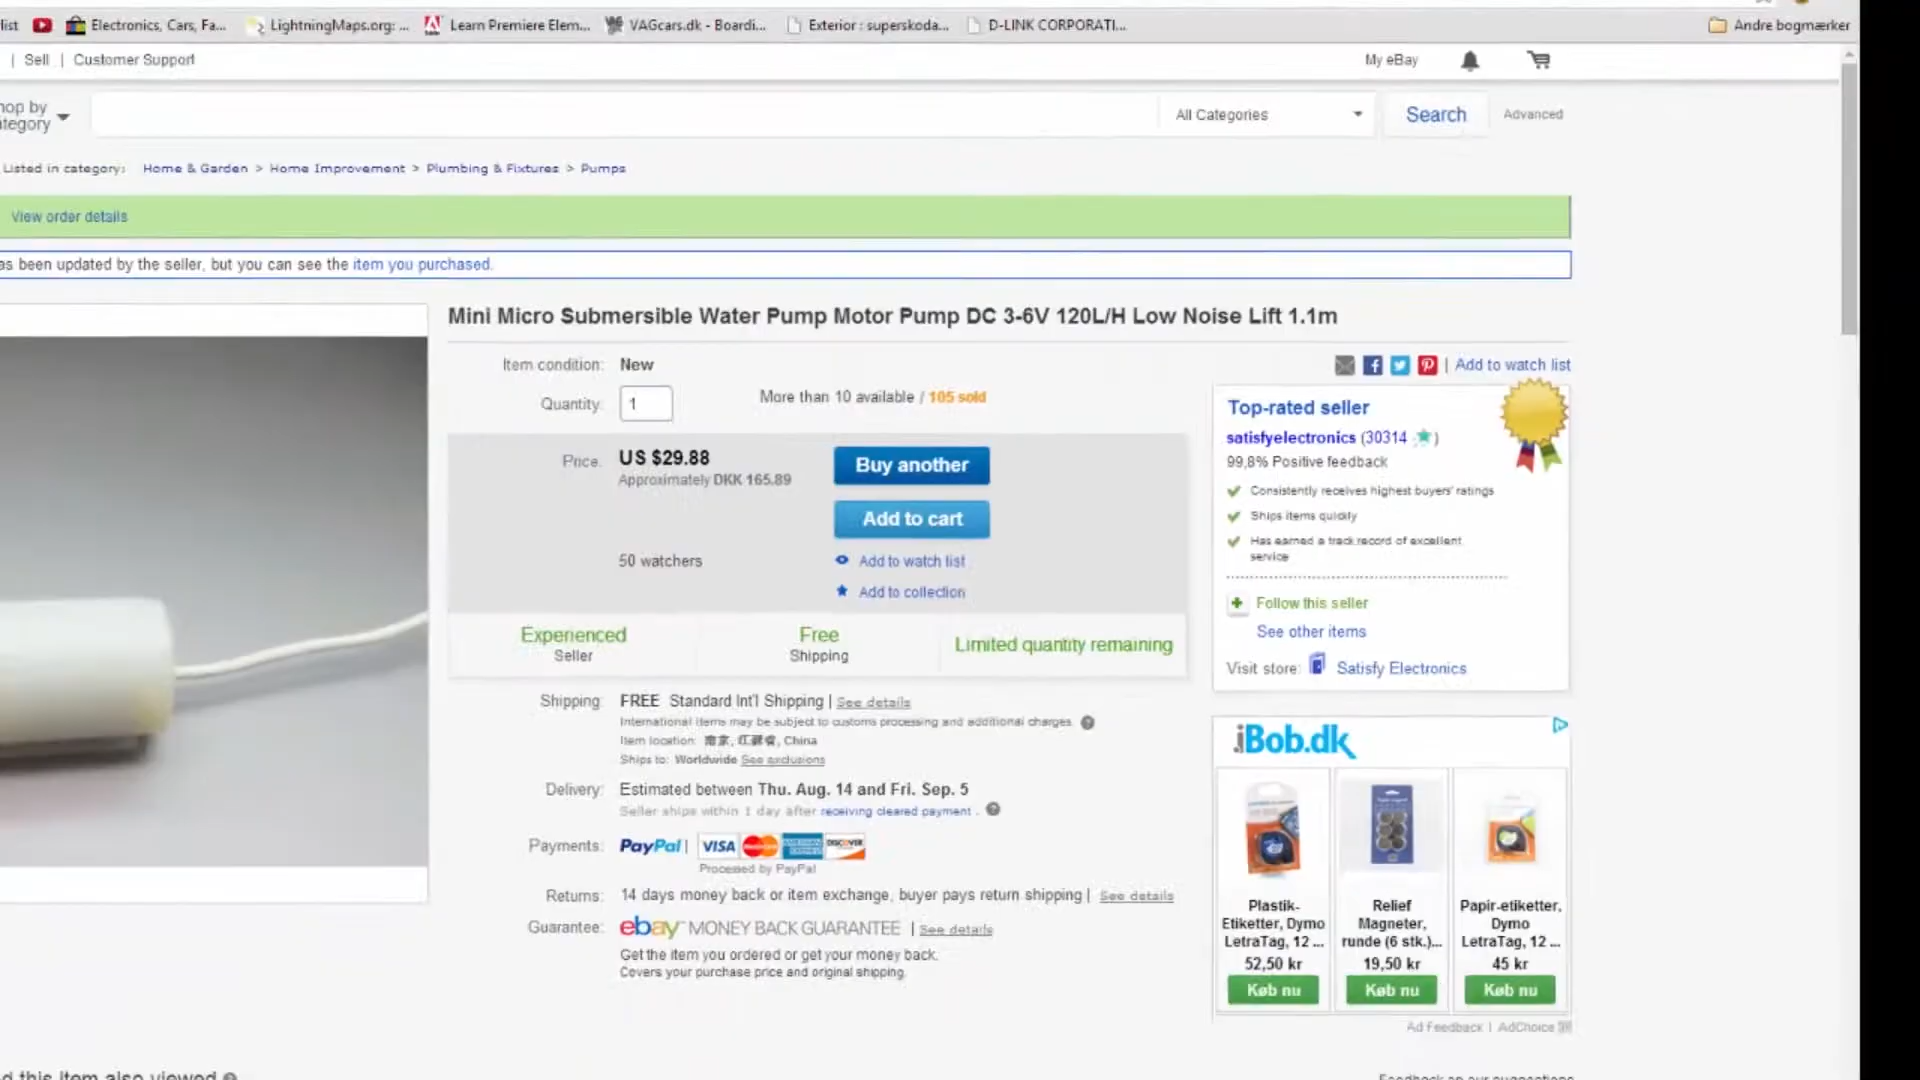 list Electronics, Cars, Fa... LightningMaps.org: ... Learn Premiere Elem... VAGcars.dk - Boardi... Exterior : superskoda... D-LINK CORPORATI... Andre bogmærker
| Sell | Customer Support My eBay
hop by
ategory
All Categories Search Advanced
Listed in category: Home & Garden > Home Improvement > Plumbing & Fixtures > Pumps
View order details
as been updated by the seller, but you can see the item you purchased.
Mini Micro Submersible Water Pump Motor Pump DC 3-6V 120L/H Low Noise Lift 1.1m
Item condition: New
| Add to watch list
Quantity: 1 More than 10 available / 105 sold
Price: US $29.88
Approximately DKK 165.89
Buy another
Add to cart
50 watchers Add to watch list
Add to collection
Experienced
Seller
Free
Shipping
Limited quantity remaining
Shipping: FREE Standard Int'l Shipping | See details
International items may be subject to customs processing and additional charges.
Item location: 南京, 江蘇省, China
Ships to: Worldwide See exclusions
Delivery: Estimated between Thu. Aug. 14 and Fri. Sep. 5
Seller ships within 1 day after receiving cleared payment .
Payments: PayPal | VISA MasterCard AMERICAN EXPRESS DISCOVER
Processed by PayPal
Returns: 14 days money back or item exchange, buyer pays return shipping | See details
Guarantee: ebay MONEY BACK GUARANTEE | See details
Get the item you ordered or get your money back.
Covers your purchase price and original shipping.
Top-rated seller
satisfyelectronics (30314 )
99,8% Positive feedback
Consistently receives highest buyers' ratings
Ships items quickly
Has earned a track record of excellent
service
Follow this seller
See other items
Visit store: Satisfy Electronics
iBob.dk
Plastik-
Etiketter, Dymo
LetraTag, 12 ...
52,50 kr
Køb nu
Relief
Magneter,
runde (6 stk.)...
19,50 kr
Køb nu
Papir-etiketter,
Dymo
LetraTag, 12 ...
45 kr
Køb nu
Ad Feedback | AdChoice
d this item also viewed
Feedback on our suggestions